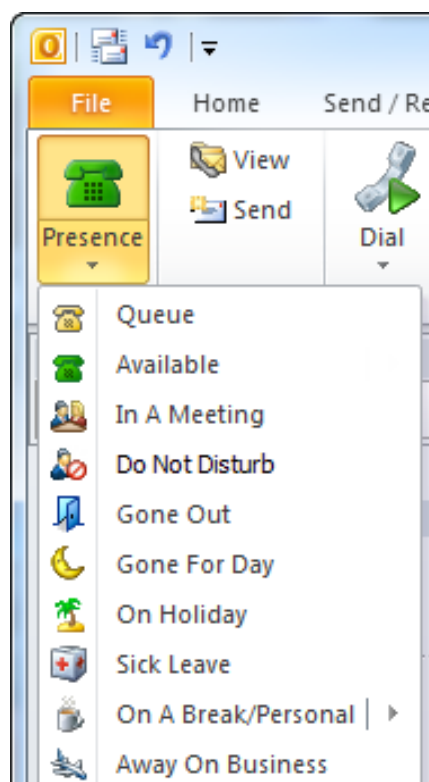 File Home Send / Re
View
Send
Presence
Dial
Queue
Available
In A Meeting
Do Not Disturb
Gone Out
Gone For Day
On Holiday
Sick Leave
On A Break/Personal
Away On Business